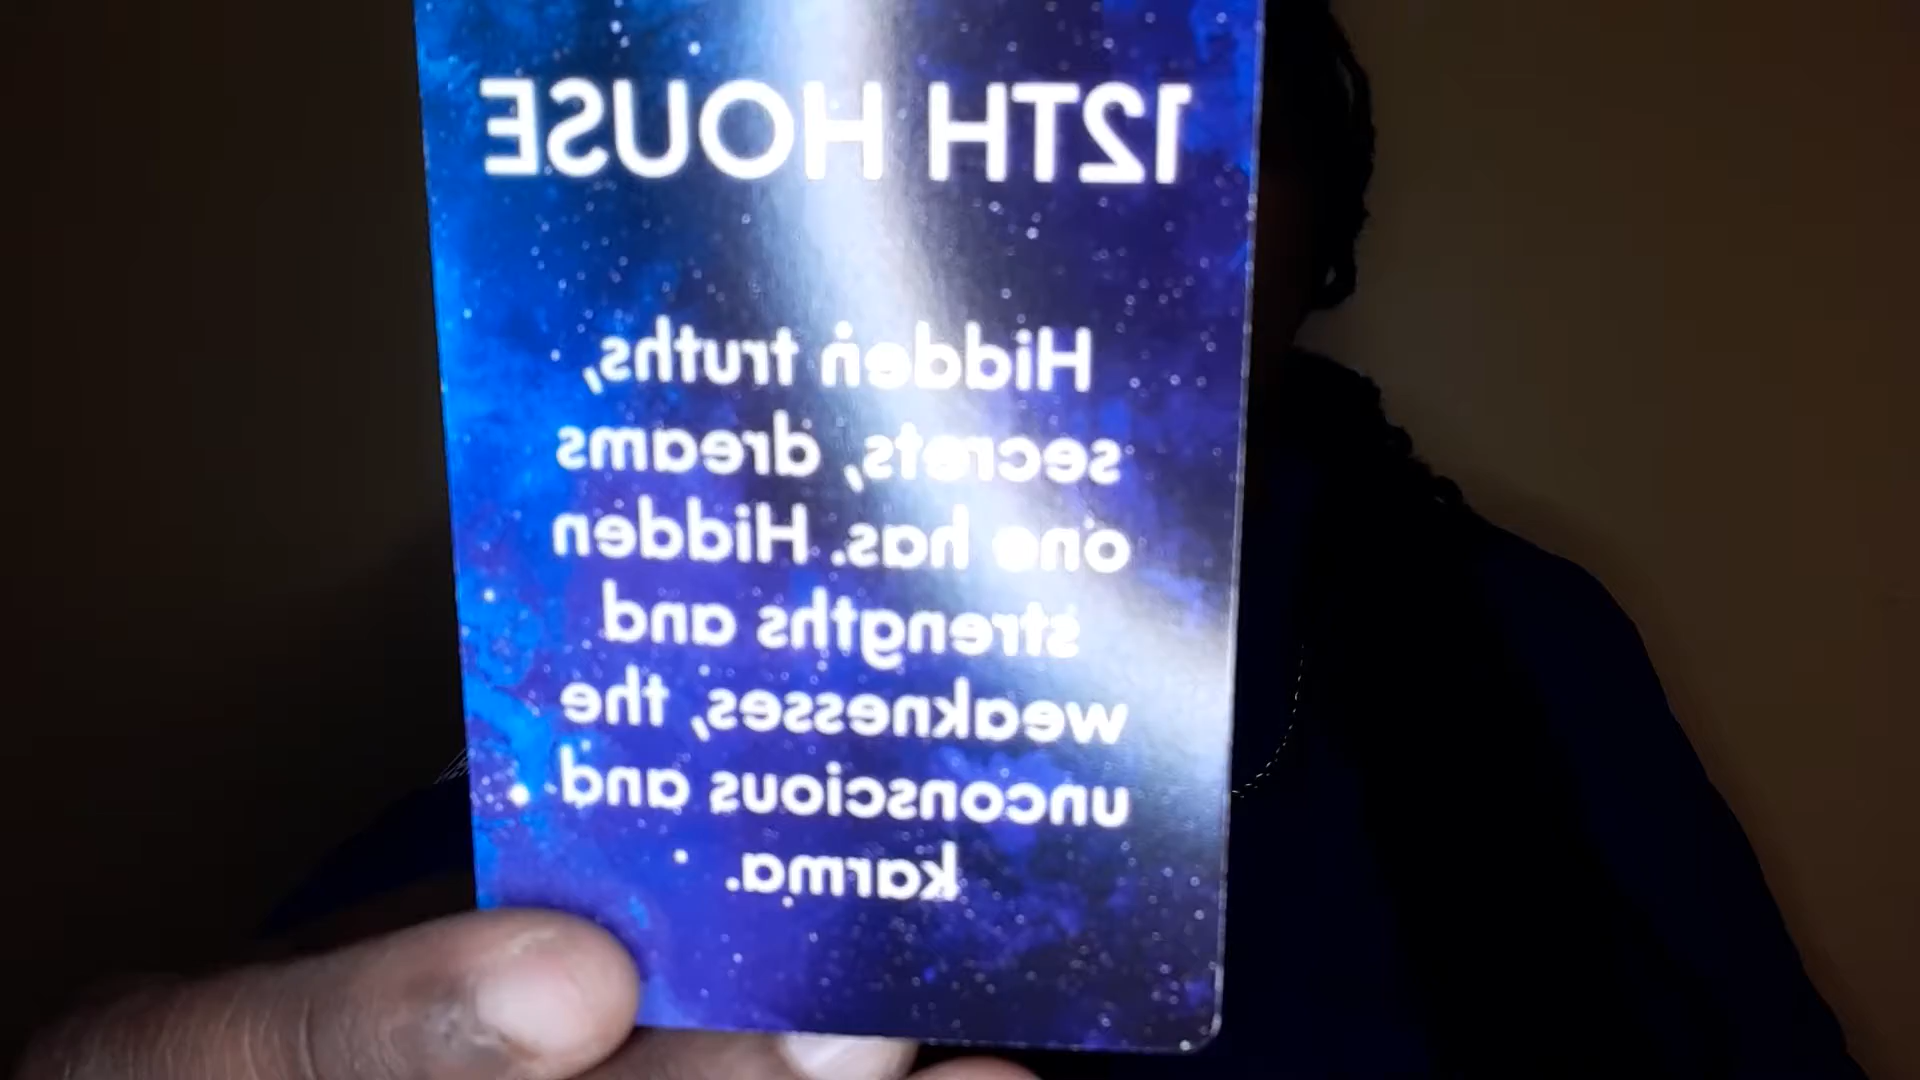 12TH HOUSE
Hidden truths,
secrets, dreams
one has. Hidden
strengths and
weaknesses, the
unconscious and
karma.